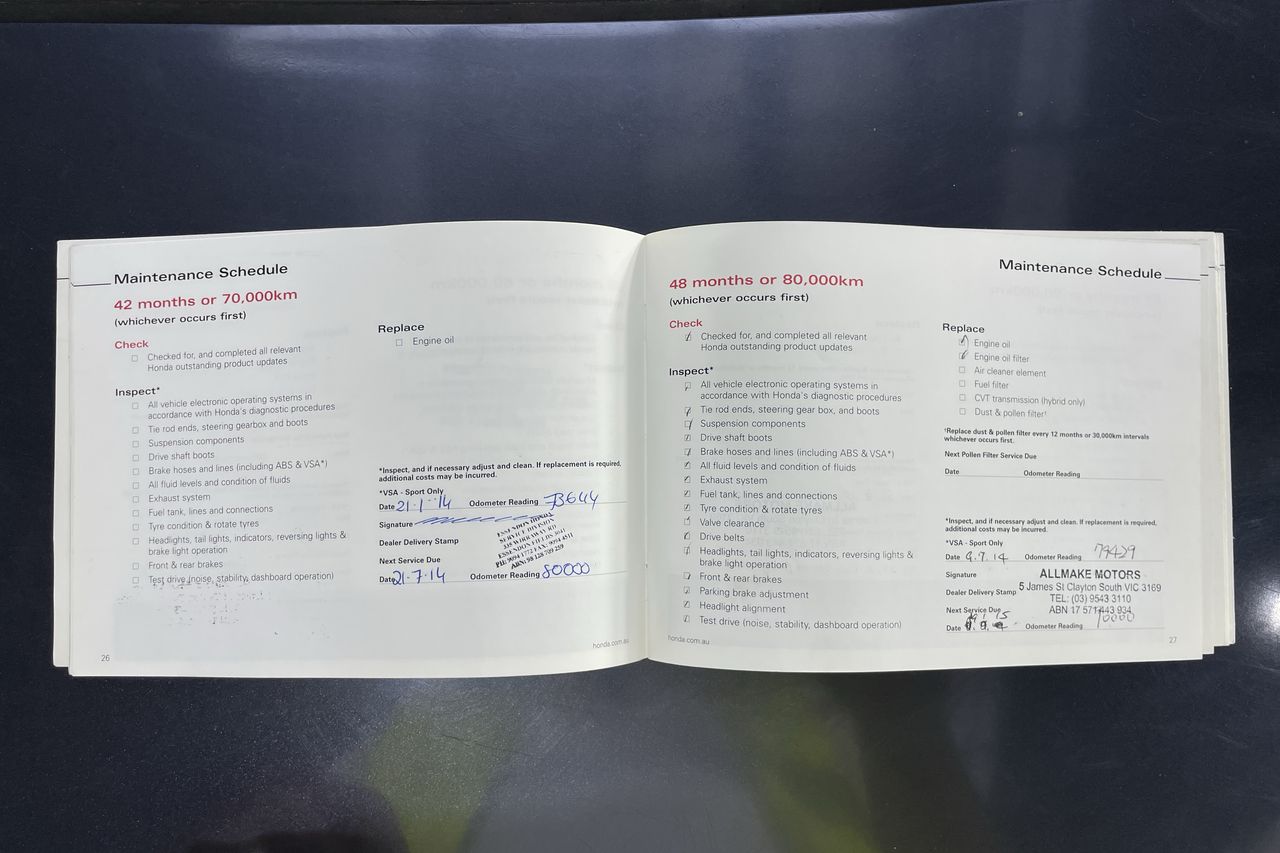 Maintenance Schedule
42 months or 70,000km
(whichever occurs first)
Check
Checked for, and completed all relevant
Honda outstanding product updates
Inspect*
All vehicle electronic operating systems in
accordance with Honda's diagnostic procedures
Tie rod ends, steering gearbox and boots
Suspension components
Drive shaft boots
Brake hoses and lines (including ABS & VSA*)
All fluid levels and condition of fluids
Exhaust system
Fuel tank, lines and connections
Tyre condition & rotate tyres
Headlights, tail lights, indicators, reversing lights &
brake light operation
Front & rear brakes
Test drive (noise, stability, dashboard operation)
26
Replace
Engine oil
*Inspect, and if necessary adjust and clean. If replacement is required,
additional costs may be incurred.
*VSA - Sport Only
Date 21.1.14 Odometer Reading 73644
Signature
ESSENDON HONDA
SERVICE DIVISION
Dealer Delivery Stamp
ESSENDON FIELDS 3041
Next Service Due
Date 21.7.14 Odometer Reading 80000
honda.com.au
48 months or 80,000km
(whichever occurs first)
Check
Checked for, and completed all relevant
Honda outstanding product updates
Inspect*
All vehicle electronic operating systems in
accordance with Honda's diagnostic procedures
Tie rod ends, steering gear box, and boots
Suspension components
Drive shaft boots
Brake hoses and lines (including ABS & VSA*)
All fluid levels and condition of fluids
Exhaust system
Fuel tank, lines and connections
Tyre condition & rotate tyres
Valve clearance
Drive belts
Headlights, tail lights, indicators, reversing lights &
brake light operation
Front & rear brakes
Parking brake adjustment
Headlight alignment
Test drive (noise, stability, dashboard operation)
honda.com.au
Maintenance Schedule
Replace
Engine oil
Engine oil filter
Air cleaner element
Fuel filter
CVT transmission (hybrid only)
Dust & pollen filter†
†Replace dust & pollen filter every 12 months or 30,000km intervals
whichever occurs first.
Next Pollen Filter Service Due
Date Odometer Reading
*Inspect, and if necessary adjust and clean. If replacement is required,
additional costs may be incurred.
*VSA - Sport Only
Date 9.7.14 Odometer Reading 79429
Signature
ALLMAKE MOTORS
Dealer Delivery Stamp 5 James St Clayton South VIC 3169
TEL: (03) 9543 3110
Next Service Due ABN 17 571 443 934
Date Odometer Reading
27